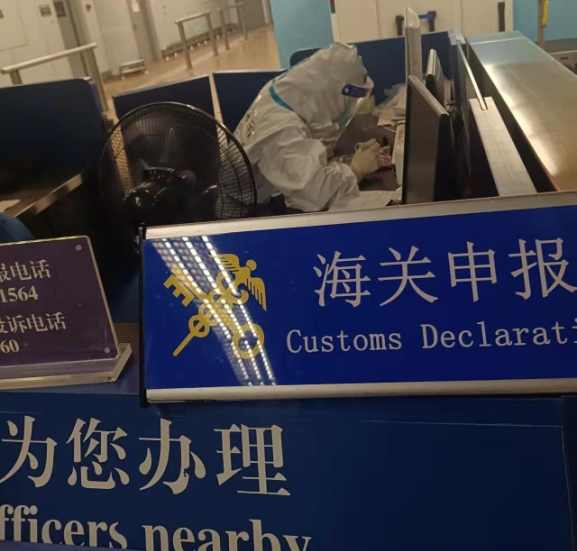 报电话
1564
投诉电话
60
海关申报
Customs Declarati
为您办理
fficers nearby